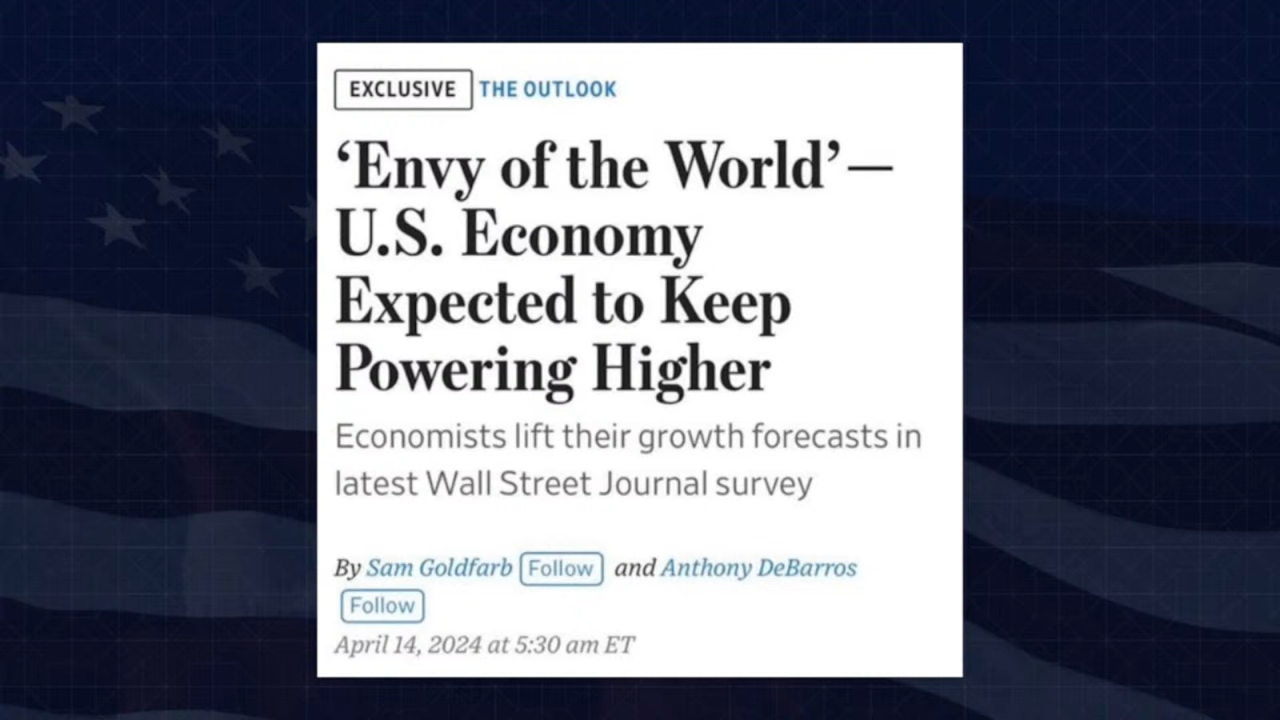 EXCLUSIVE THE OUTLOOK
‘Envy of the World’—
U.S. Economy
Expected to Keep
Powering Higher
Economists lift their growth forecasts in
latest Wall Street Journal survey
By Sam Goldfarb Follow and Anthony DeBarros
Follow
April 14, 2024 at 5:30 am ET